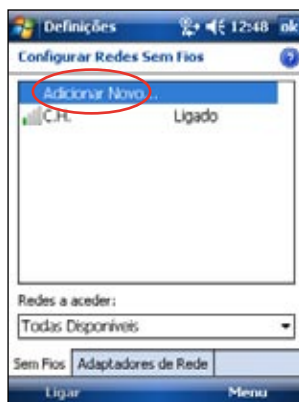 Definições 12:48 ok
Configurar Redes Sem Fios
Adicionar Novo...
C.H. Ligado
Redes a aceder:
Todas Disponíveis
Sem Fios Adaptadores de Rede
Ligar Menu